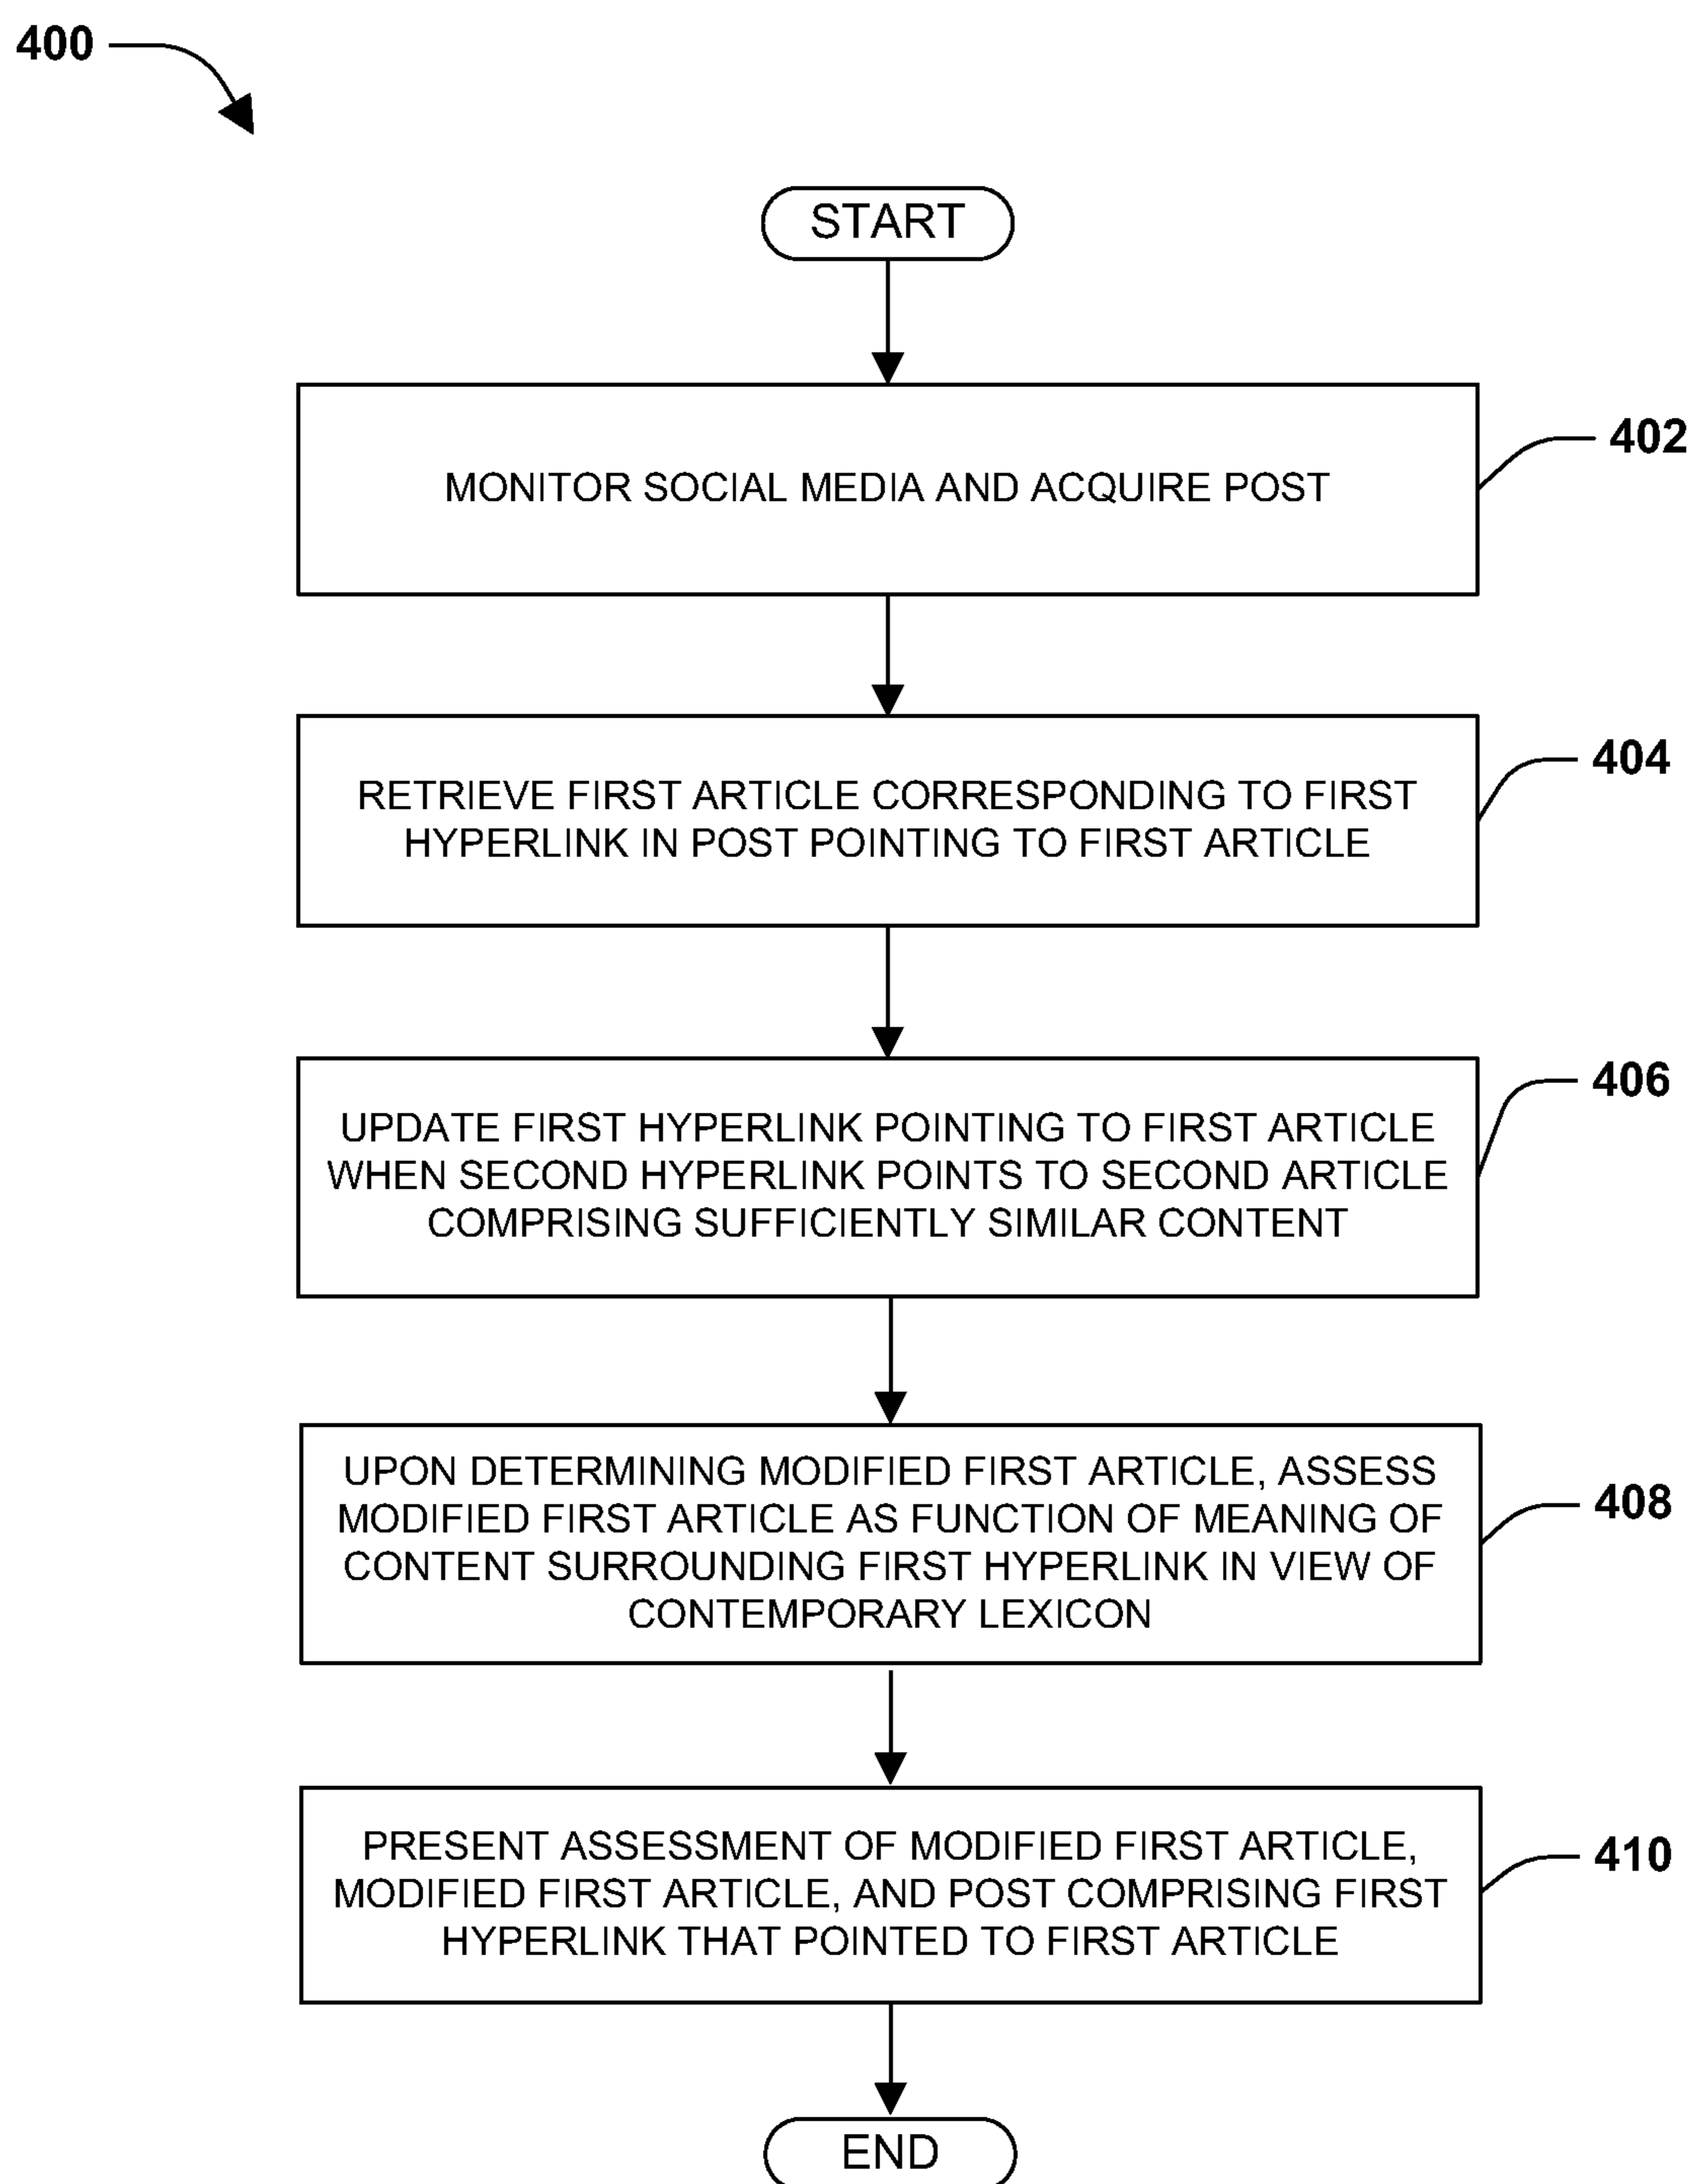 400
START
MONITOR SOCIAL MEDIA AND ACQUIRE POST
402
RETRIEVE FIRST ARTICLE CORRESPONDING TO FIRST
HYPERLINK IN POST POINTING TO FIRST ARTICLE
404
UPDATE FIRST HYPERLINK POINTING TO FIRST ARTICLE
WHEN SECOND HYPERLINK POINTS TO SECOND ARTICLE
COMPRISING SUFFICIENTLY SIMILAR CONTENT
406
UPON DETERMINING MODIFIED FIRST ARTICLE, ASSESS
MODIFIED FIRST ARTICLE AS FUNCTION OF MEANING OF
CONTENT SURROUNDING FIRST HYPERLINK IN VIEW OF
CONTEMPORARY LEXICON
408
PRESENT ASSESSMENT OF MODIFIED FIRST ARTICLE,
MODIFIED FIRST ARTICLE, AND POST COMPRISING FIRST
HYPERLINK THAT POINTED TO FIRST ARTICLE
410
END